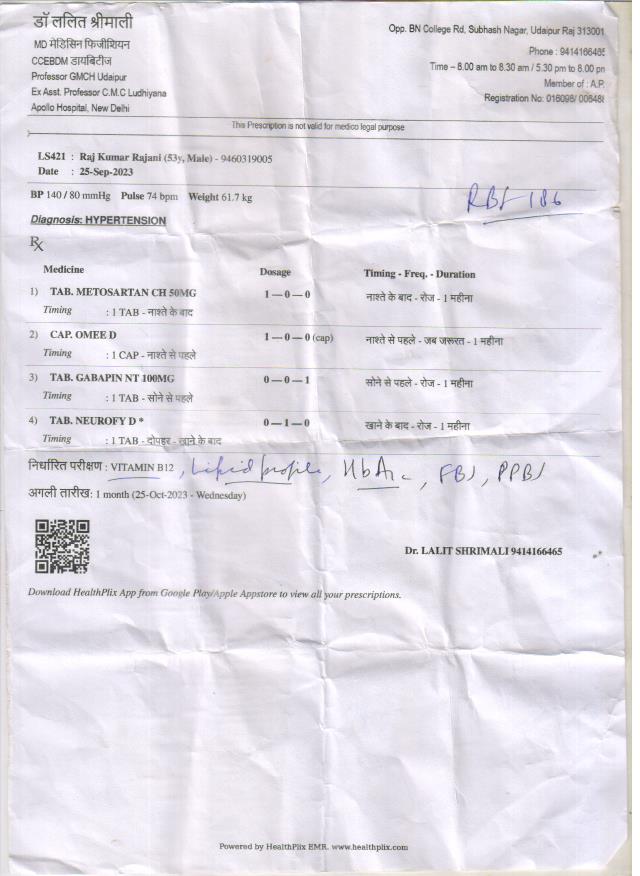 डॉ ललित श्रीमाली
MD मेडिसिन फिजीशियन
CCEBDM डायबिटीज
Professor GMCH Udaipur
Ex Asst. Professor C.M.C Ludhiyana
Apollo Hospital, New Delhi
Opp. BN College Rd, Subhash Nagar, Udaipur Raj 313001
Phone : 9414166465
Time – 8.00 am to 8.30 am / 5.30 pm to 8.00 pm
Member of : A.P.
Registration No: 016098/ 006488
This Prescription is not valid for medico legal purpose
LS421 : Raj Kumar Rajani (53y, Male) - 9460319005
Date : 25-Sep-2023
BP 140 / 80 mmHg Pulse 74 bpm Weight 61.7 kg
RBS 186
Diagnosis: HYPERTENSION
Rx
Medicine Dosage Timing - Freq. - Duration
1) TAB. METOSARTAN CH 50MG 1 — 0 — 0 नाश्ते के बाद - रोज - 1 महीना
Timing : 1 TAB - नाश्ते के बाद
2) CAP. OMEE D 1 — 0 — 0 (cap) नाश्ते से पहले - जब जरूरत - 1 महीना
Timing : 1 CAP - नाश्ते से पहले
3) TAB. GABAPIN NT 100MG 0 — 0 — 1 सोने से पहले - रोज - 1 महीना
Timing : 1 TAB - सोने से पहले
4) TAB. NEUROFY D * 0 — 1 — 0 खाने के बाद - रोज - 1 महीना
Timing : 1 TAB - दोपहर - खाने के बाद
निर्धारित परीक्षण : VITAMIN B12 , Lipid profile, HbA1c , FBS, PPBS
अगली तारीख: 1 month (25-Oct-2023 - Wednesday)
Dr. LALIT SHRIMALI 9414166465
Download HealthPlix App from Google Play/Apple Appstore to view all your prescriptions.
Powered by HealthPlix EMR. www.healthplix.com